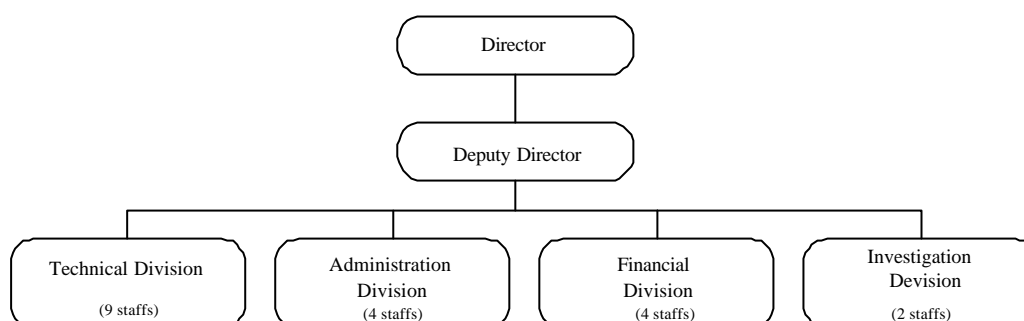 Director
Deputy Director
Technical Division
(9 staffs)
Administration
Division
(4 staffs)
Financial
Division
(4 staffs)
Investigation
Devision
(2 staffs)